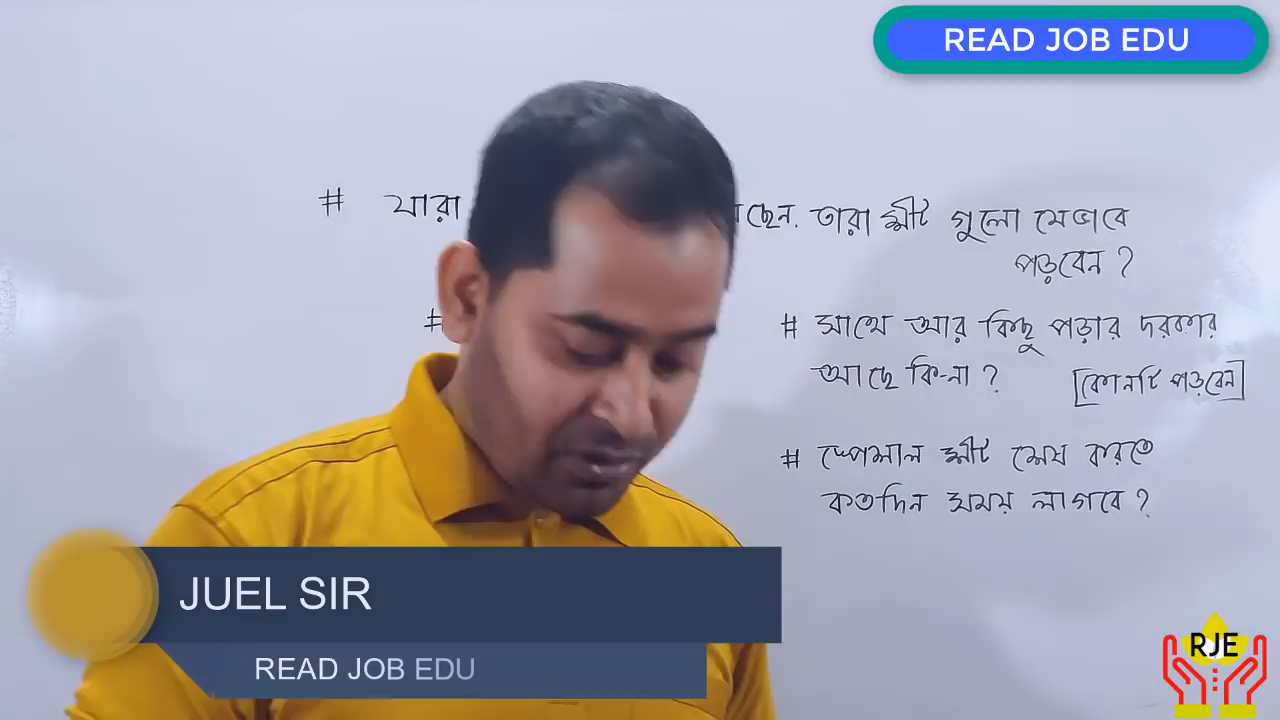 READ JOB EDU
# যারা ছেন. তারা শীট গুলো যেভাবে
পড়বেন ?
#
# সাথে আর কিছু পড়ার দরকার
আছে কি-না ?
[কোনটি পড়বেন]
# স্পেশাল শীট শেষ করতে
কতদিন সময় লাগবে ?
JUEL SIR
READ JOB EDU
RJE